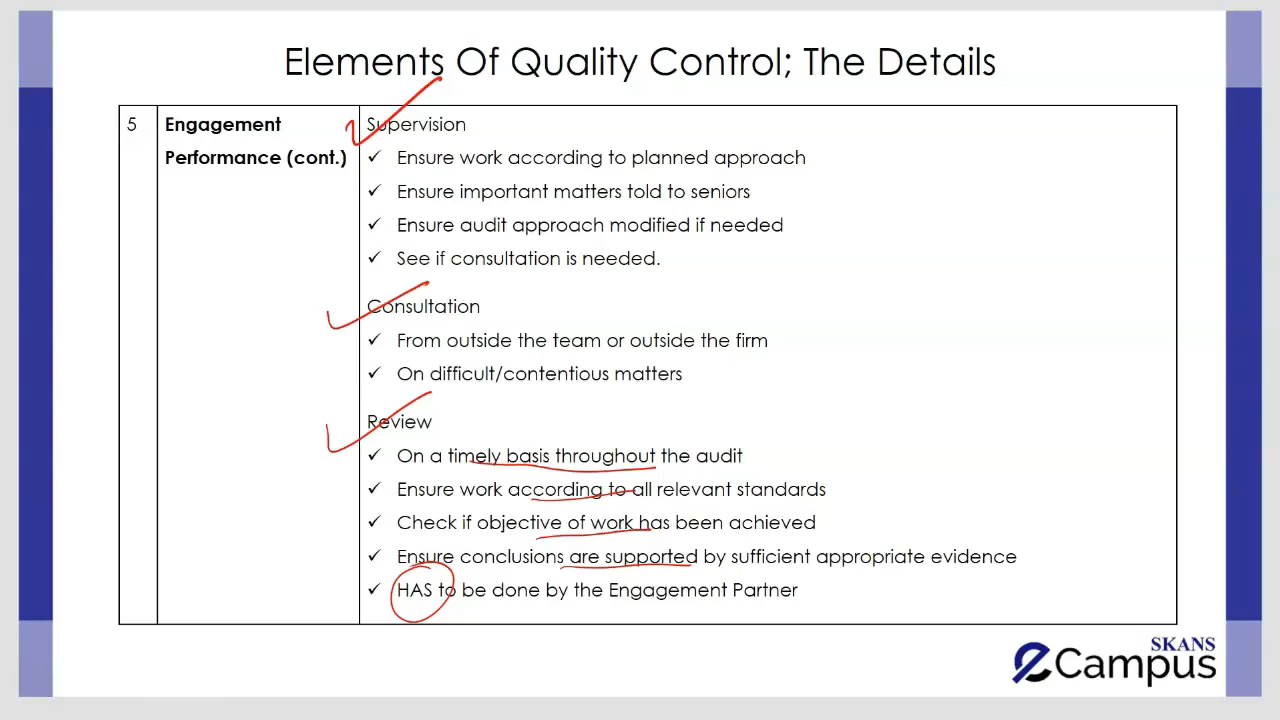 Elements Of Quality Control; The Details
5 Engagement Performance (cont.)
Supervision
✓ Ensure work according to planned approach
✓ Ensure important matters told to seniors
✓ Ensure audit approach modified if needed
✓ See if consultation is needed.
Consultation
✓ From outside the team or outside the firm
✓ On difficult/contentious matters
Review
✓ On a timely basis throughout the audit
✓ Ensure work according to all relevant standards
✓ Check if objective of work has been achieved
✓ Ensure conclusions are supported by sufficient appropriate evidence
✓ HAS to be done by the Engagement Partner
SKANS
eCampus